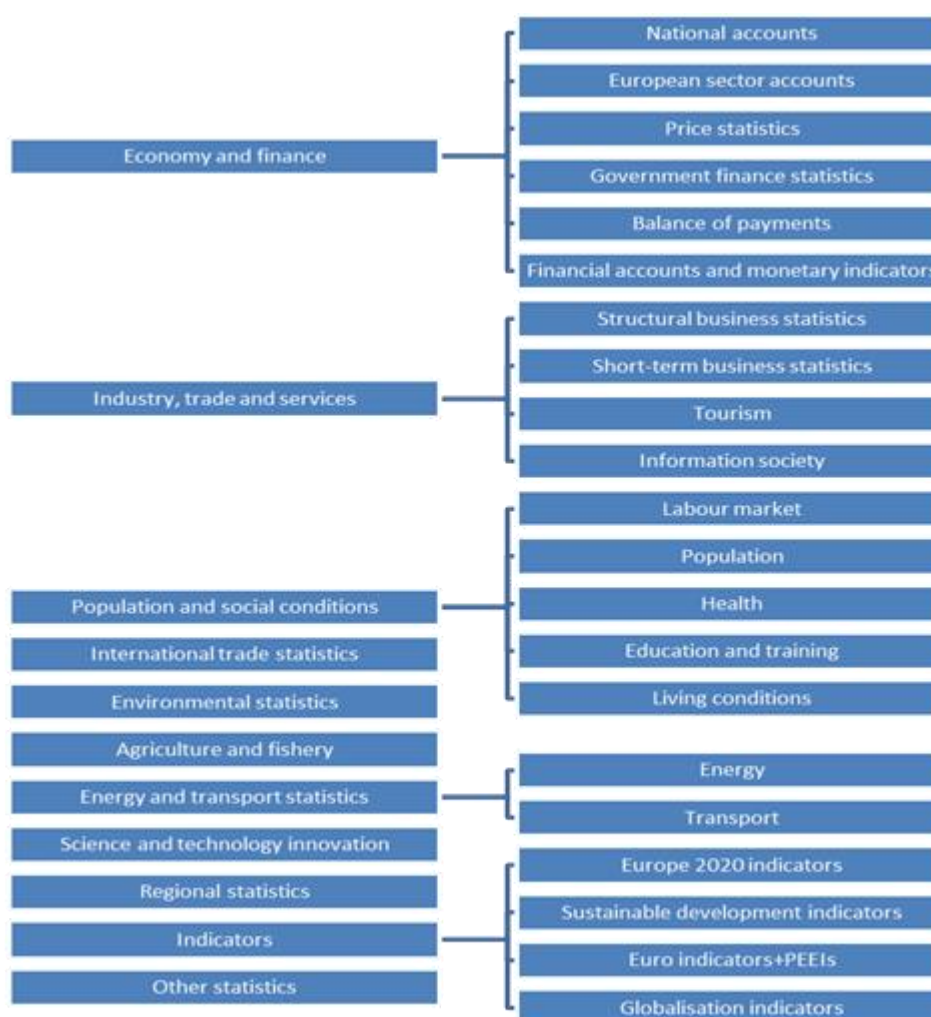 Economy and finance
National accounts
European sector accounts
Price statistics
Government finance statistics
Balance of payments
Financial accounts and monetary indicators
Industry, trade and services
Structural business statistics
Short-term business statistics
Tourism
Information society
Population and social conditions
Labour market
Population
Health
Education and training
Living conditions
International trade statistics
Environmental statistics
Agriculture and fishery
Energy and transport statistics
Energy
Transport
Science and technology innovation
Regional statistics
Indicators
Europe 2020 indicators
Sustainable development indicators
Euro indicators+PEEIs
Globalisation indicators
Other statistics